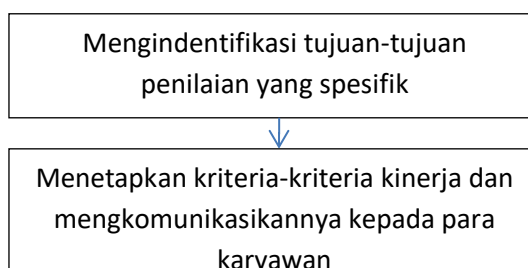 Mengindentifikasi tujuan-tujuan
penilaian yang spesifik
Menetapkan kriteria-kriteria kinerja dan
mengkomunikasikannya kepada para
karyawan